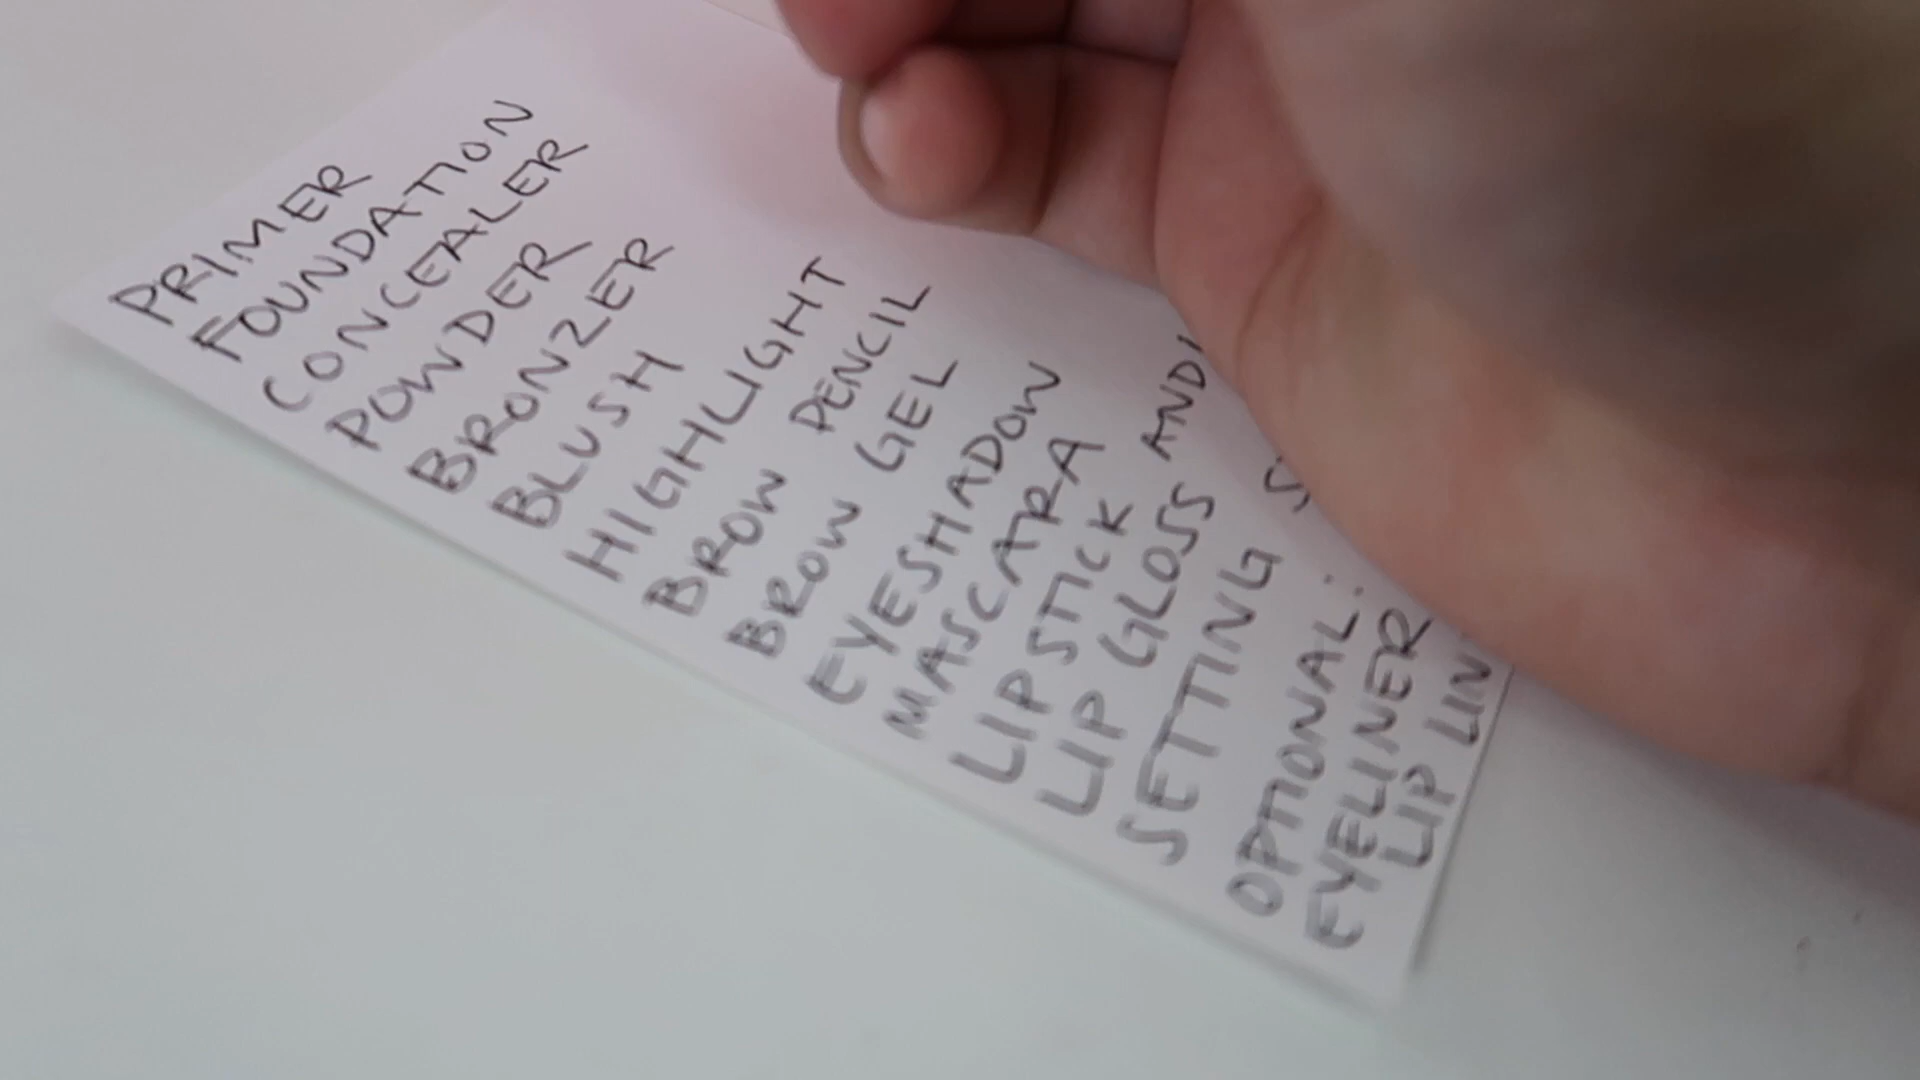 PRIMER
FOUNDATION
CONCEALER
POWDER
BRONZER
BLUSH
HIGHLIGHT
BROW PENCIL
BROW GEL
EYESHADOW
MASCARA
LIPSTICK AND/
LIP GLOSS
SETTING
OPTIONAL:
EYELINER
LIP